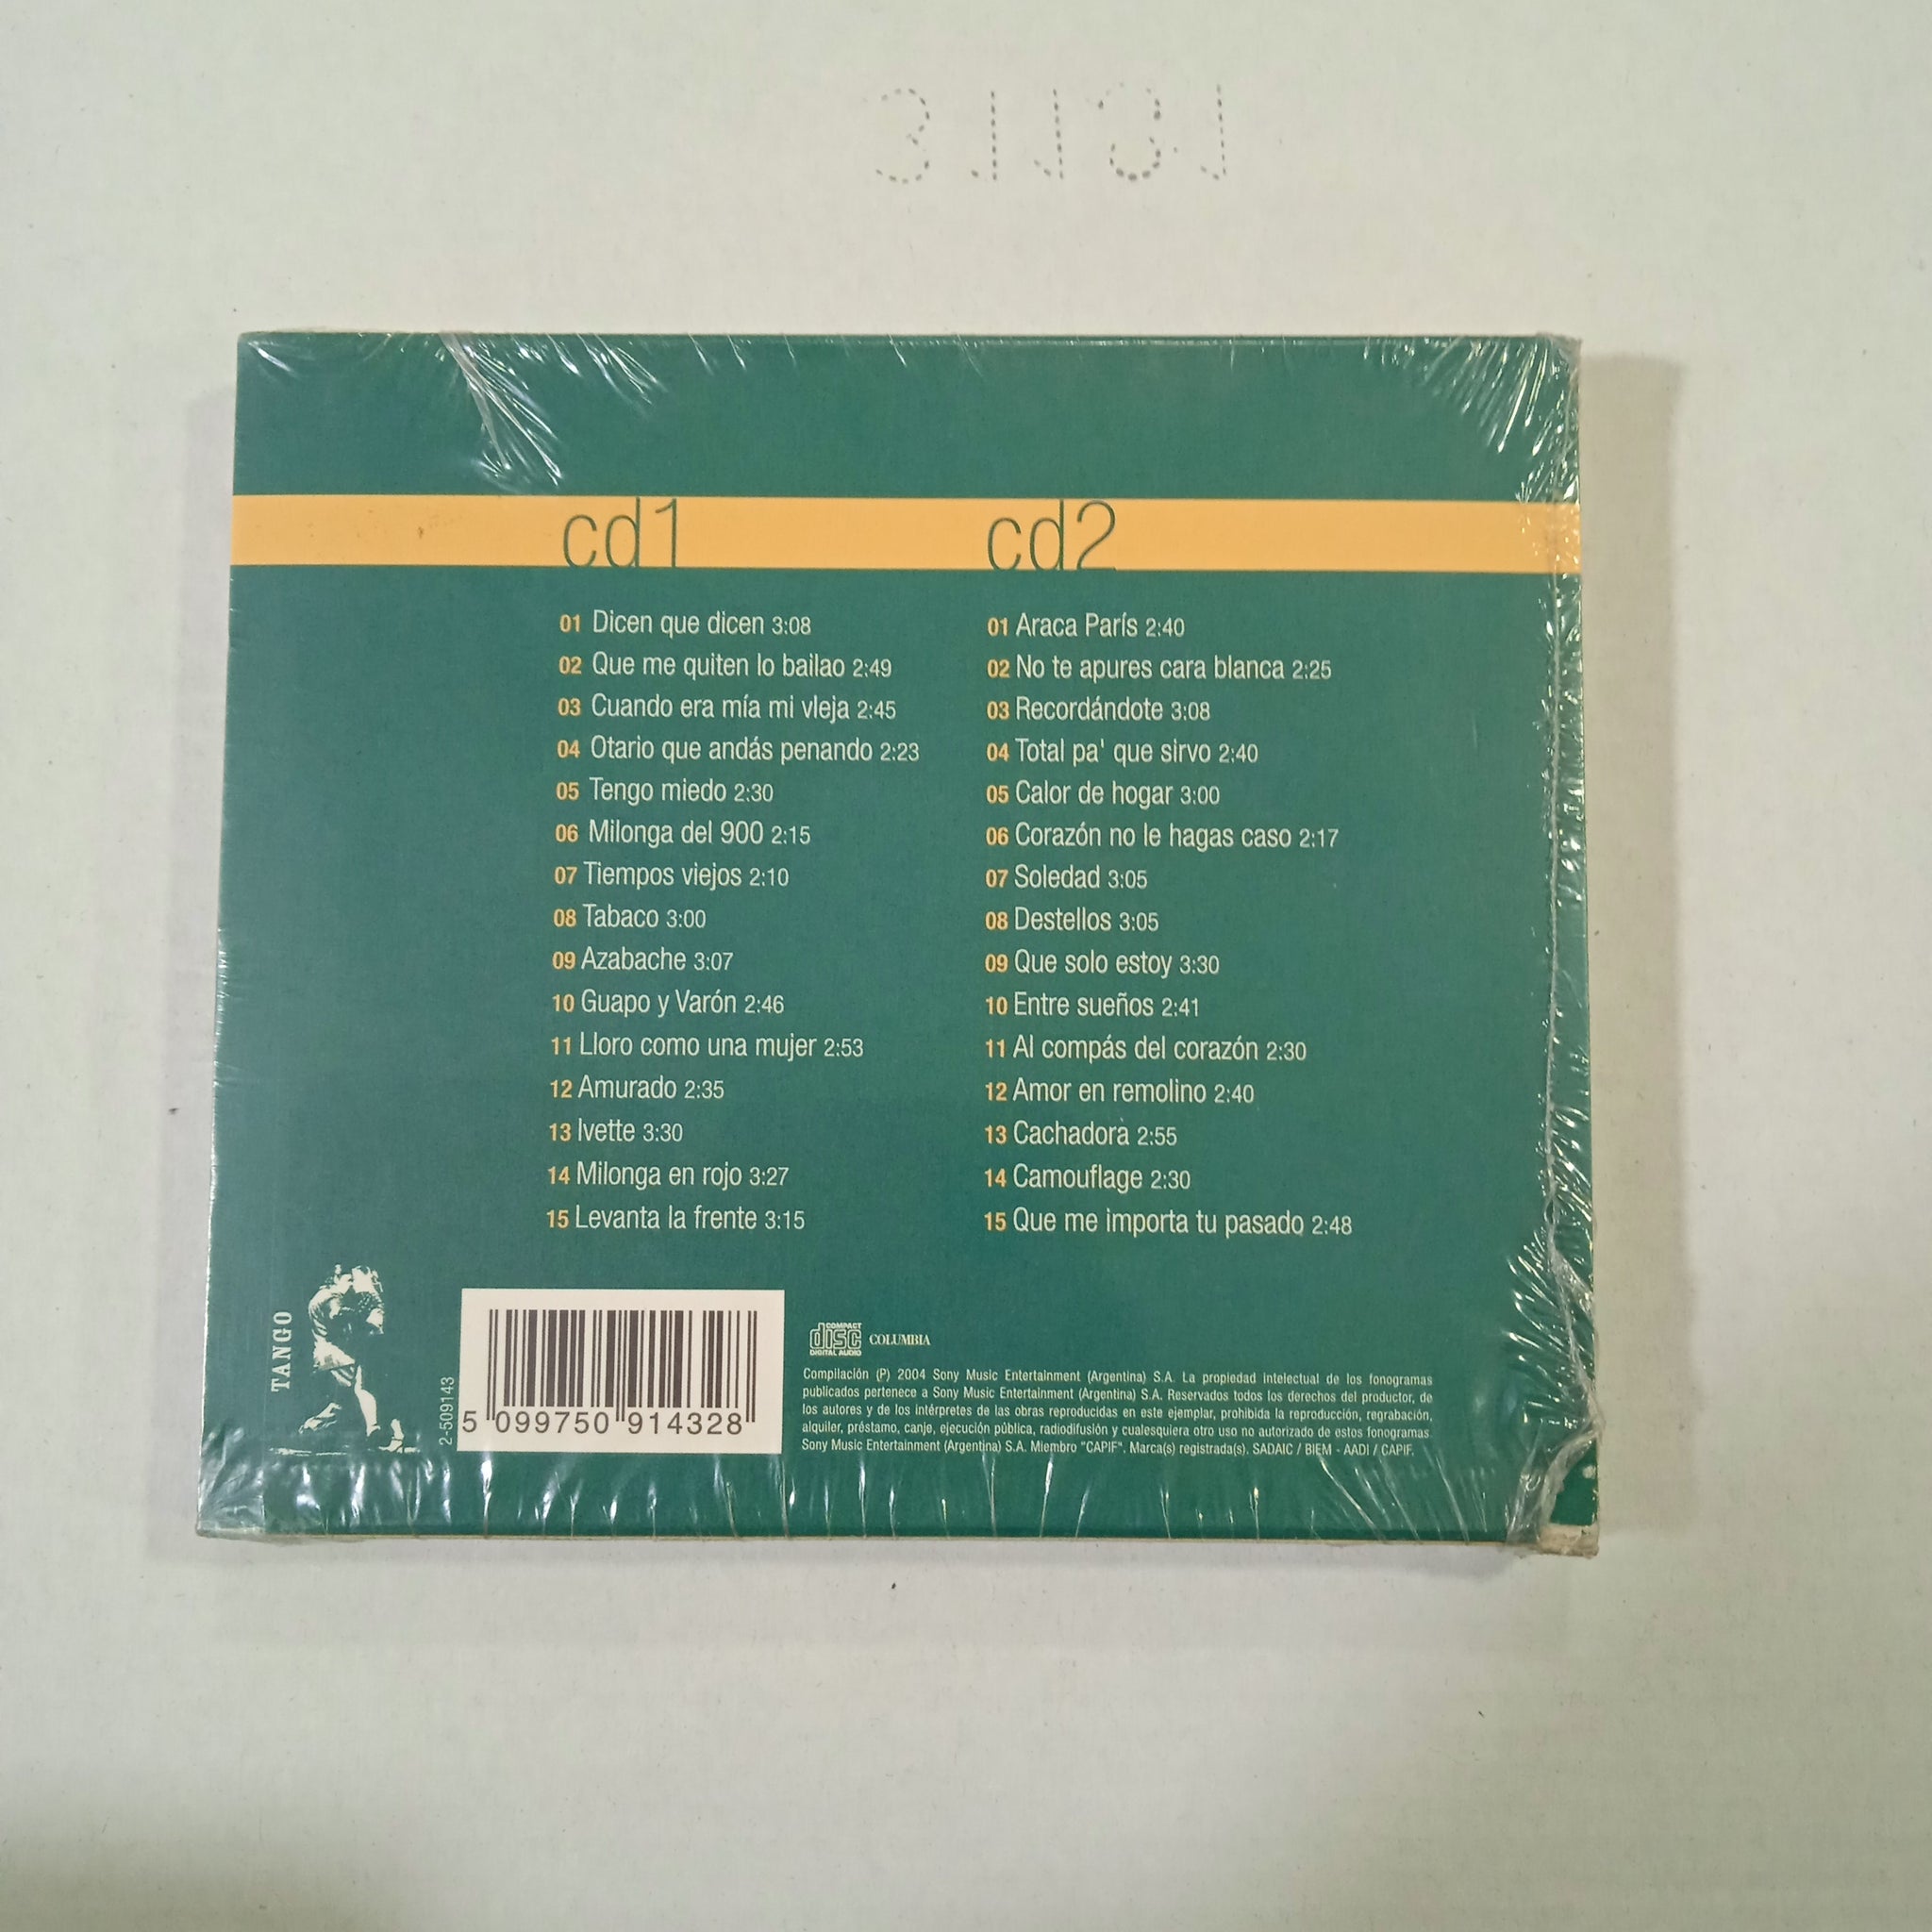 cd1
01 Dicen que dicen 3:08
02 Que me quiten lo bailao 2:49
03 Cuando era mía mi vleja 2:45
04 Otario que andás penando 2:23
05 Tengo miedo 2:30
06 Milonga del 900 2:15
07 Tiempos viejos 2:10
08 Tabaco 3:00
09 Azabache 3:07
10 Guapo y Varón 2:46
11 Lloro como una mujer 2:53
12 Amurado 2:35
13 Ivette 3:30
14 Milonga en rojo 3:27
15 Levanta la frente 3:15
cd2
01 Araca París 2:40
02 No te apures cara blanca 2:25
03 Recordándote 3:08
04 Total pa' que sirvo 2:40
05 Calor de hogar 3:00
06 Corazón no le hagas caso 2:17
07 Soledad 3:05
08 Destellos 3:05
09 Que solo estoy 3:30
10 Entre sueños 2:41
11 Al compás del corazón 2:30
12 Amor en remolino 2:40
13 Cachadora 2:55
14 Camouflage 2:30
15 Que me importa tu pasado 2:48
TANGO
2-509143
5 099750 914328
COMPACT
disc
DIGITAL AUDIO
COLUMBIA
Compilación (P) 2004 Sony Music Entertainment (Argentina) S.A. La propiedad intelectual de los fonogramas
publicados pertenece a Sony Music Entertainment (Argentina) S.A. Reservados todos los derechos del productor, de
los autores y de los intérpretes de las obras reproducidas en este ejemplar, prohibida la reproducción, regrabación,
alquiler, préstamo, canje, ejecución pública, radiodifusión y cualesquiera otro uso no autorizado de estos fonogramas.
Sony Music Entertainment (Argentina) S.A. Miembro "CAPIF". Marca(s) registrada(s). SADAIC / BIEM - AADI / CAPIF.